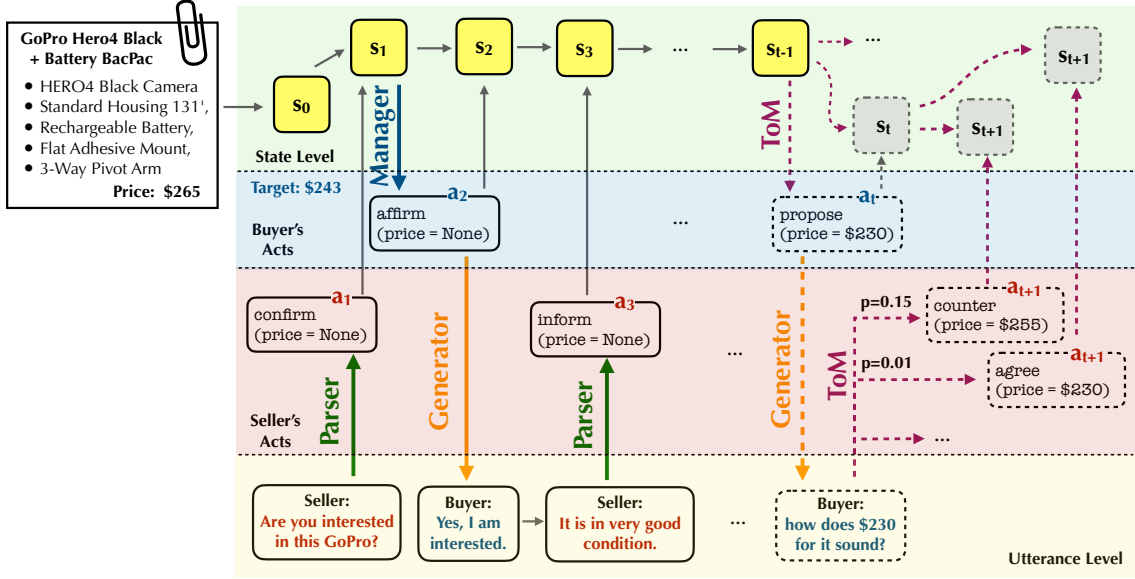 GoPro Hero4 Black
+ Battery BacPac
• HERO4 Black Camera
• Standard Housing 131',
• Rechargeable Battery,
• Flat Adhesive Mount,
• 3-Way Pivot Arm
Price: $265
s0
s1
s2
s3
...
st-1
...
st
st+1
st+1
State Level
Manager
ToM
Target: $243
Buyer's
Acts
a2
affirm
(price = None)
...
at
propose
(price = $230)
a1
confirm
(price = None)
a3
inform
(price = None)
...
p=0.15
at+1
counter
(price = $255)
p=0.01
at+1
agree
(price = $230)
...
Seller's
Acts
Parser
Generator
Parser
Generator
ToM
Seller:
Are you interested
in this GoPro?
Buyer:
Yes, I am
interested.
Seller:
It is in very good
condition.
...
Buyer:
how does $230
for it sound?
Utterance Level